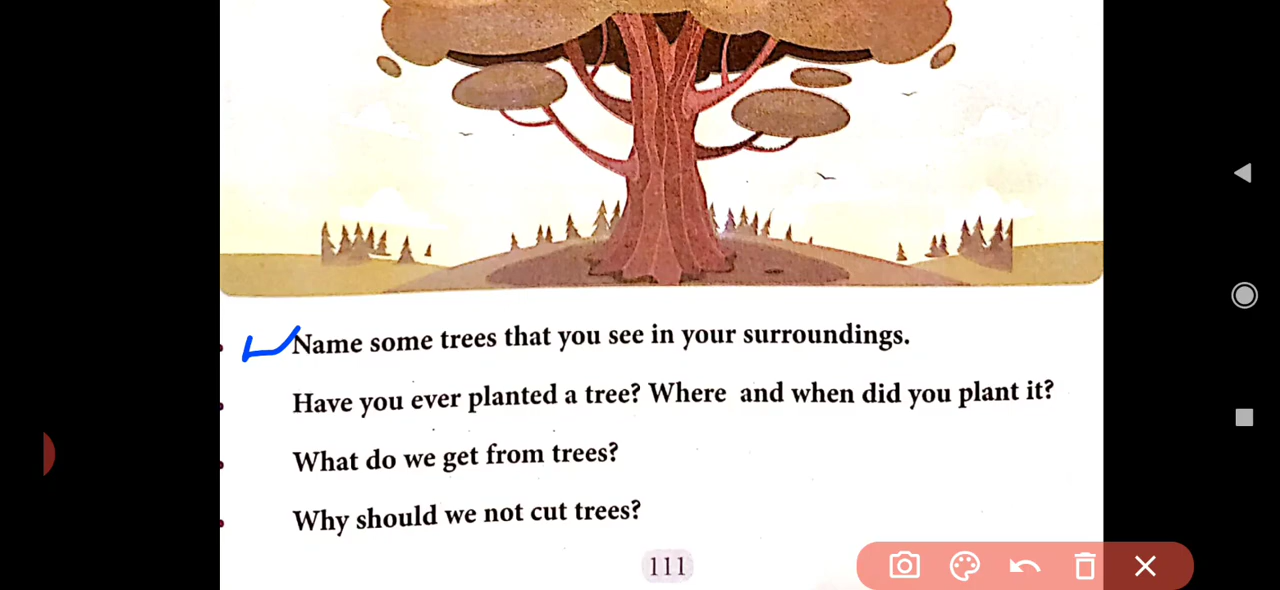 Name some trees that you see in your surroundings.
Have you ever planted a tree? Where and when did you plant it?
What do we get from trees?
Why should we not cut trees?
111